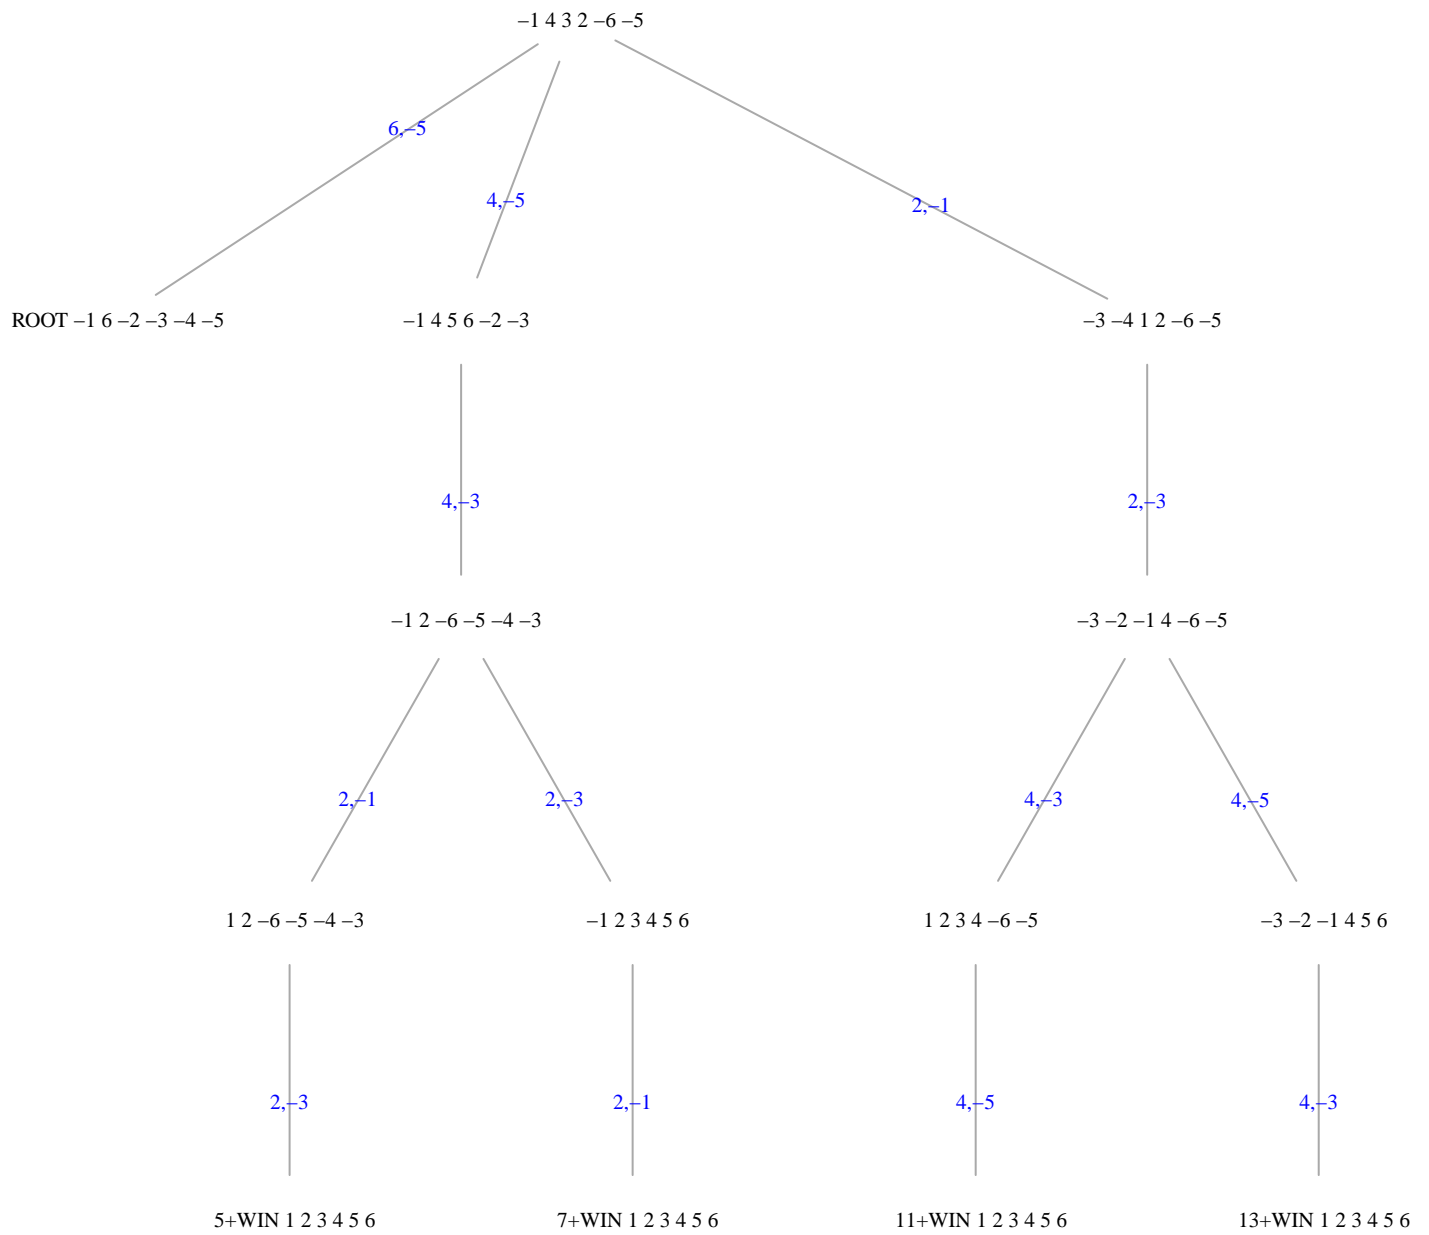 –1 4 3 2 –6 –5
6,–5
4,–5
2,–1
ROOT –1 6 –2 –3 –4 –5
–1 4 5 6 –2 –3
–3 –4 1 2 –6 –5
4,–3
2,–3
–1 2 –6 –5 –4 –3
–3 –2 –1 4 –6 –5
2,–1
2,–3
4,–3
4,–5
1 2 –6 –5 –4 –3
–1 2 3 4 5 6
1 2 3 4 –6 –5
–3 –2 –1 4 5 6
2,–3
2,–1
4,–5
4,–3
5+WIN 1 2 3 4 5 6
7+WIN 1 2 3 4 5 6
11+WIN 1 2 3 4 5 6
13+WIN 1 2 3 4 5 6